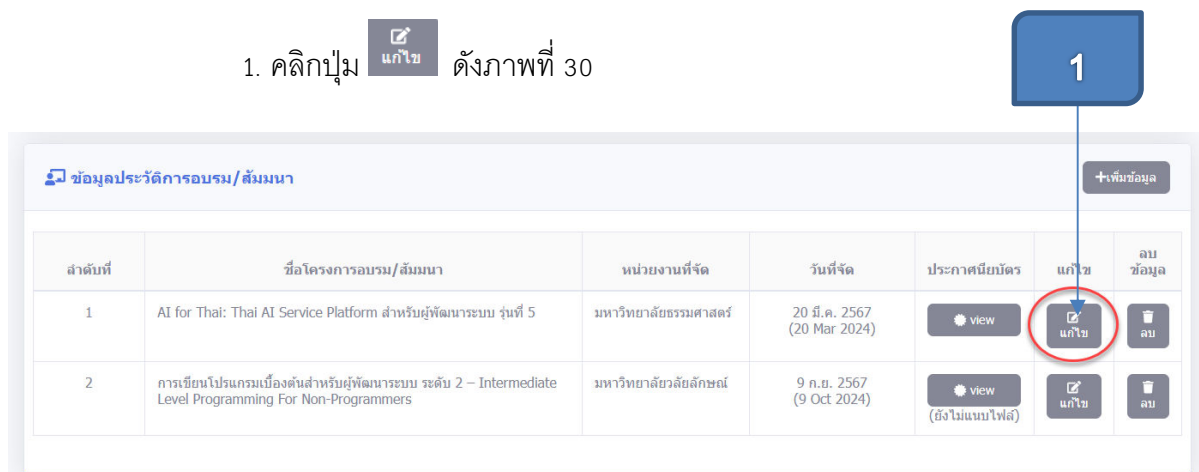 1. คลิกปุ่ม แก้ไข ดังภาพที่ 30
1
ข้อมูลประวัติการอบรม/สัมมนา
+เพิ่มข้อมูล
ลำดับที่ ชื่อโครงการอบรม/สัมมนา หน่วยงานที่จัด วันที่จัด ประกาศนียบัตร แก้ไข ลบ
ข้อมูล
1 AI for Thai: Thai AI Service Platform สำหรับผู้พัฒนาระบบ รุ่นที่ 5 มหาวิทยาลัยธรรมศาสตร์ 20 มี.ค. 2567 view แก้ไข ลบ
(20 Mar 2024)
2 การเขียนโปรแกรมเบื้องต้นสำหรับผู้พัฒนาระบบ ระดับ 2 – Intermediate มหาวิทยาลัยวลัยลักษณ์ 9 ก.ย. 2567 view แก้ไข ลบ
Level Programming For Non-Programmers (9 Oct 2024) (ยังไม่แนบไฟล์)